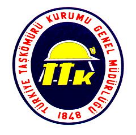 TÜRKİYE TAŞKÖMÜRÜ KURUMU GENEL MÜDÜRLÜĞÜ
TTK
1848